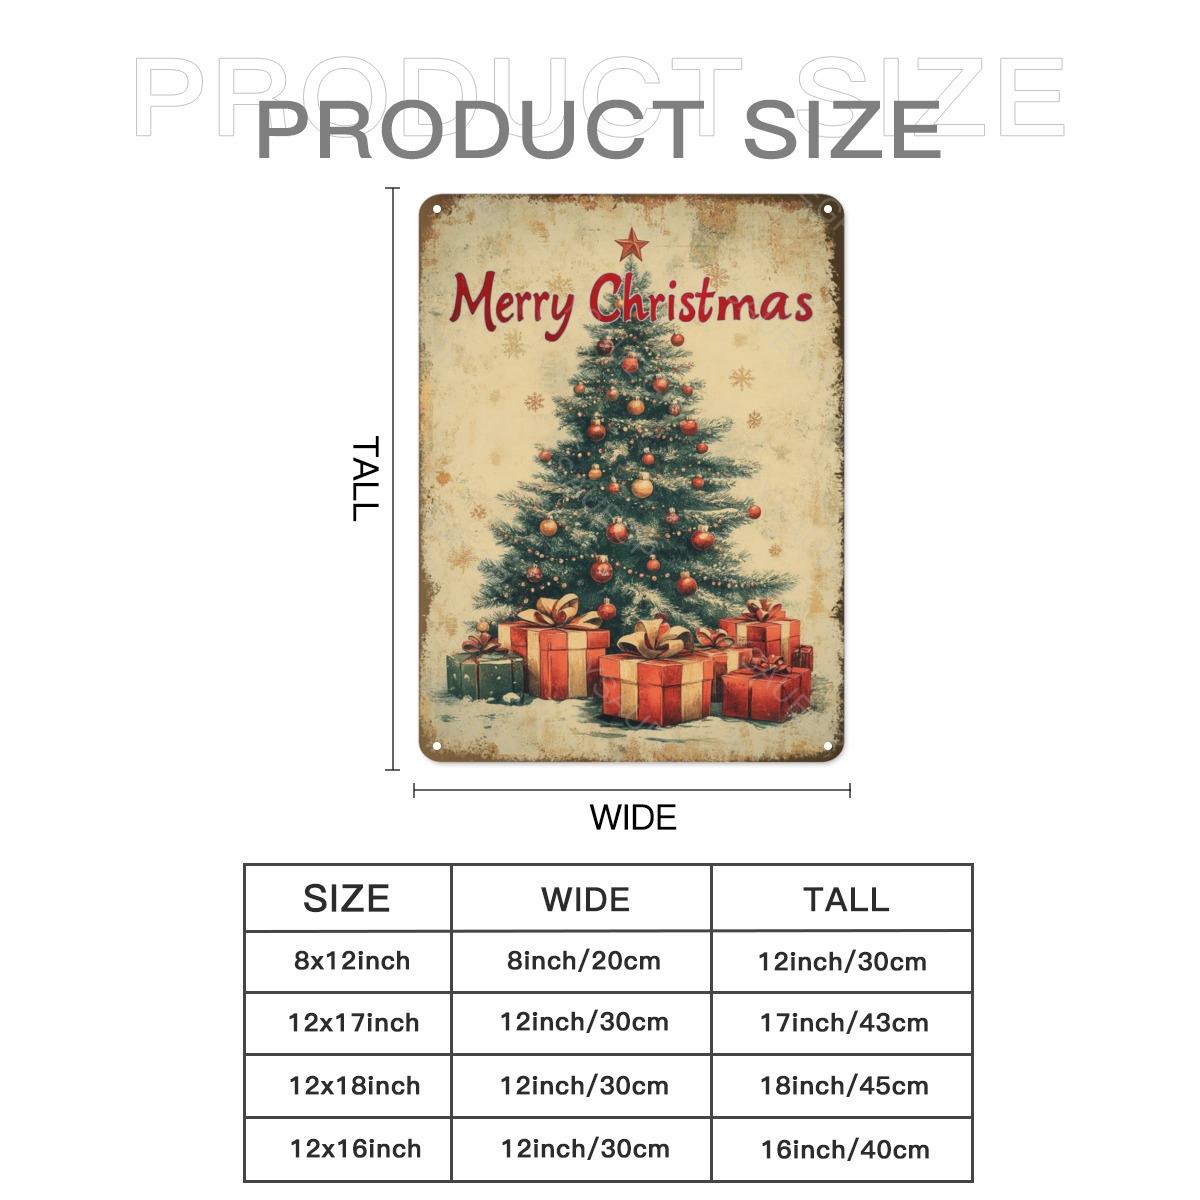 PRODUCT SIZE
PRODUCT SIZE
Merry Christmas
TALL
WIDE
SIZE WIDE TALL
8x12inch 8inch/20cm 12inch/30cm
12x17inch 12inch/30cm 17inch/43cm
12x18inch 12inch/30cm 18inch/45cm
12x16inch 12inch/30cm 16inch/40cm